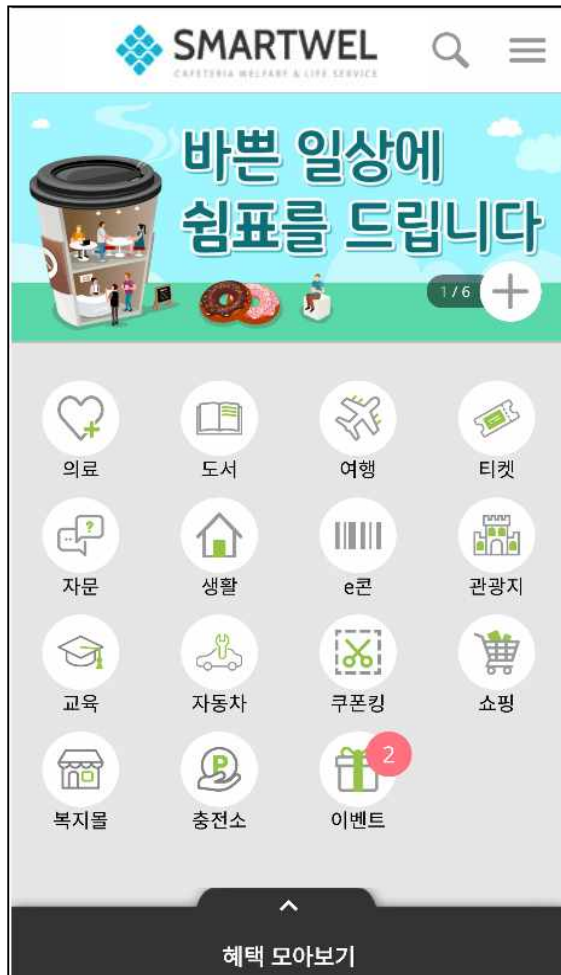 SMARTWEL
CAFETERIA WELFARE & LIFE SERVICE
바쁜 일상에
쉼표를 드립니다
1/6
의료
도서
여행
티켓
자문
생활
e콘
관광지
교육
자동차
쿠폰킹
쇼핑
2
복지몰
충전소
이벤트
혜택 모아보기